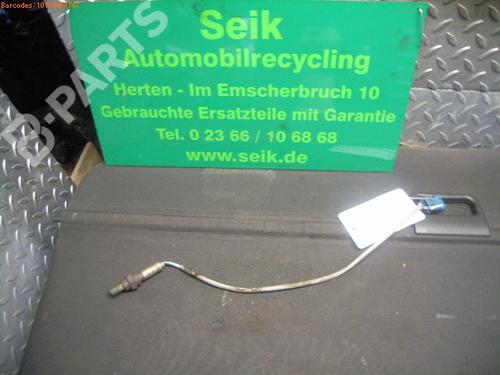 Seik
Automobilrecycling
Herten - Im Emscherbruch 10
Gebrauchte Ersatzteile mit Garantie
Tel. 0 23 66 / 10 68 68
www.seik.de
B-PARTS